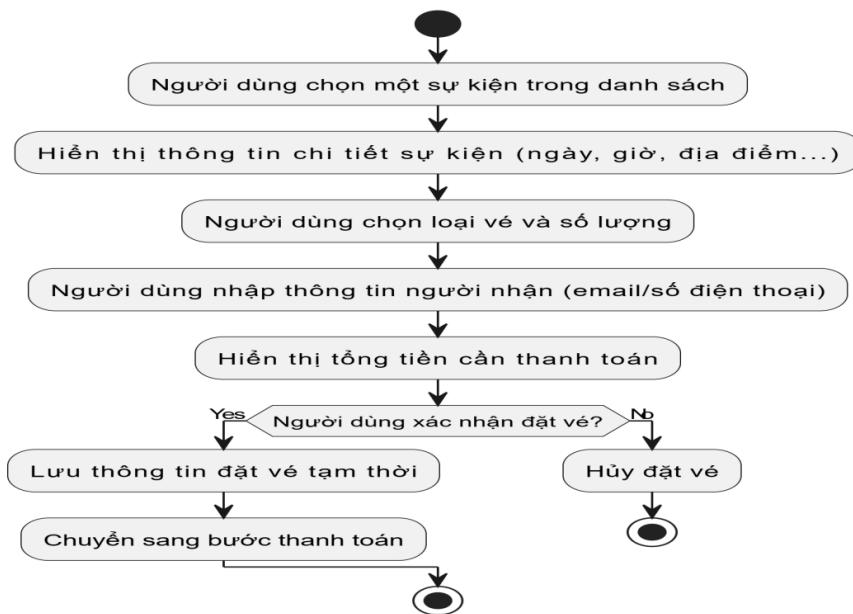 Người dùng chọn một sự kiện trong danh sách
Hiển thị thông tin chi tiết sự kiện (ngày, giờ, địa điểm...)
Người dùng chọn loại vé và số lượng
Người dùng nhập thông tin người nhận (email/số điện thoại)
Hiển thị tổng tiền cần thanh toán
Yes
Người dùng xác nhận đặt vé?
No
Lưu thông tin đặt vé tạm thời
Hủy đặt vé
Chuyển sang bước thanh toán